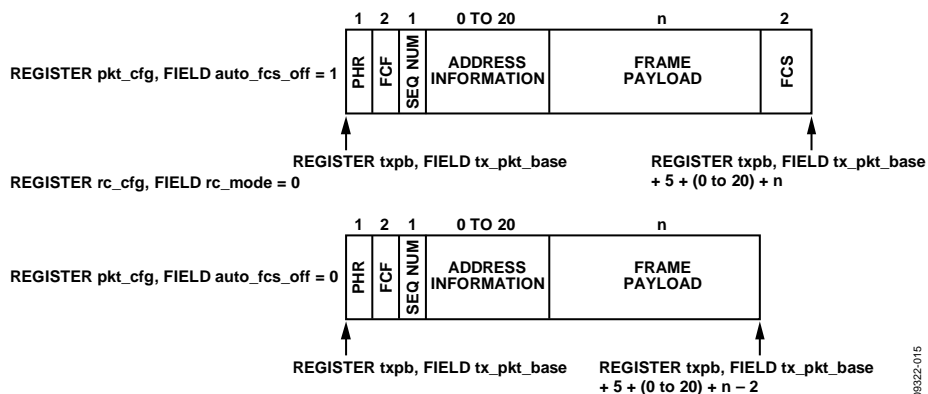 1 2 1 0 TO 20 n 2
REGISTER pkt_cfg, FIELD auto_fcs_off = 1
PHR
FCF
SEQ NUM
ADDRESS
INFORMATION
FRAME
PAYLOAD
FCS
REGISTER txpb, FIELD tx_pkt_base
REGISTER txpb, FIELD tx_pkt_base
+ 5 + (0 to 20) + n
REGISTER rc_cfg, FIELD rc_mode = 0
1 2 1 0 TO 20 n
REGISTER pkt_cfg, FIELD auto_fcs_off = 0
PHR
FCF
SEQ NUM
ADDRESS
INFORMATION
FRAME
PAYLOAD
REGISTER txpb, FIELD tx_pkt_base
REGISTER txpb, FIELD tx_pkt_base
+ 5 + (0 to 20) + n – 2
09322-015